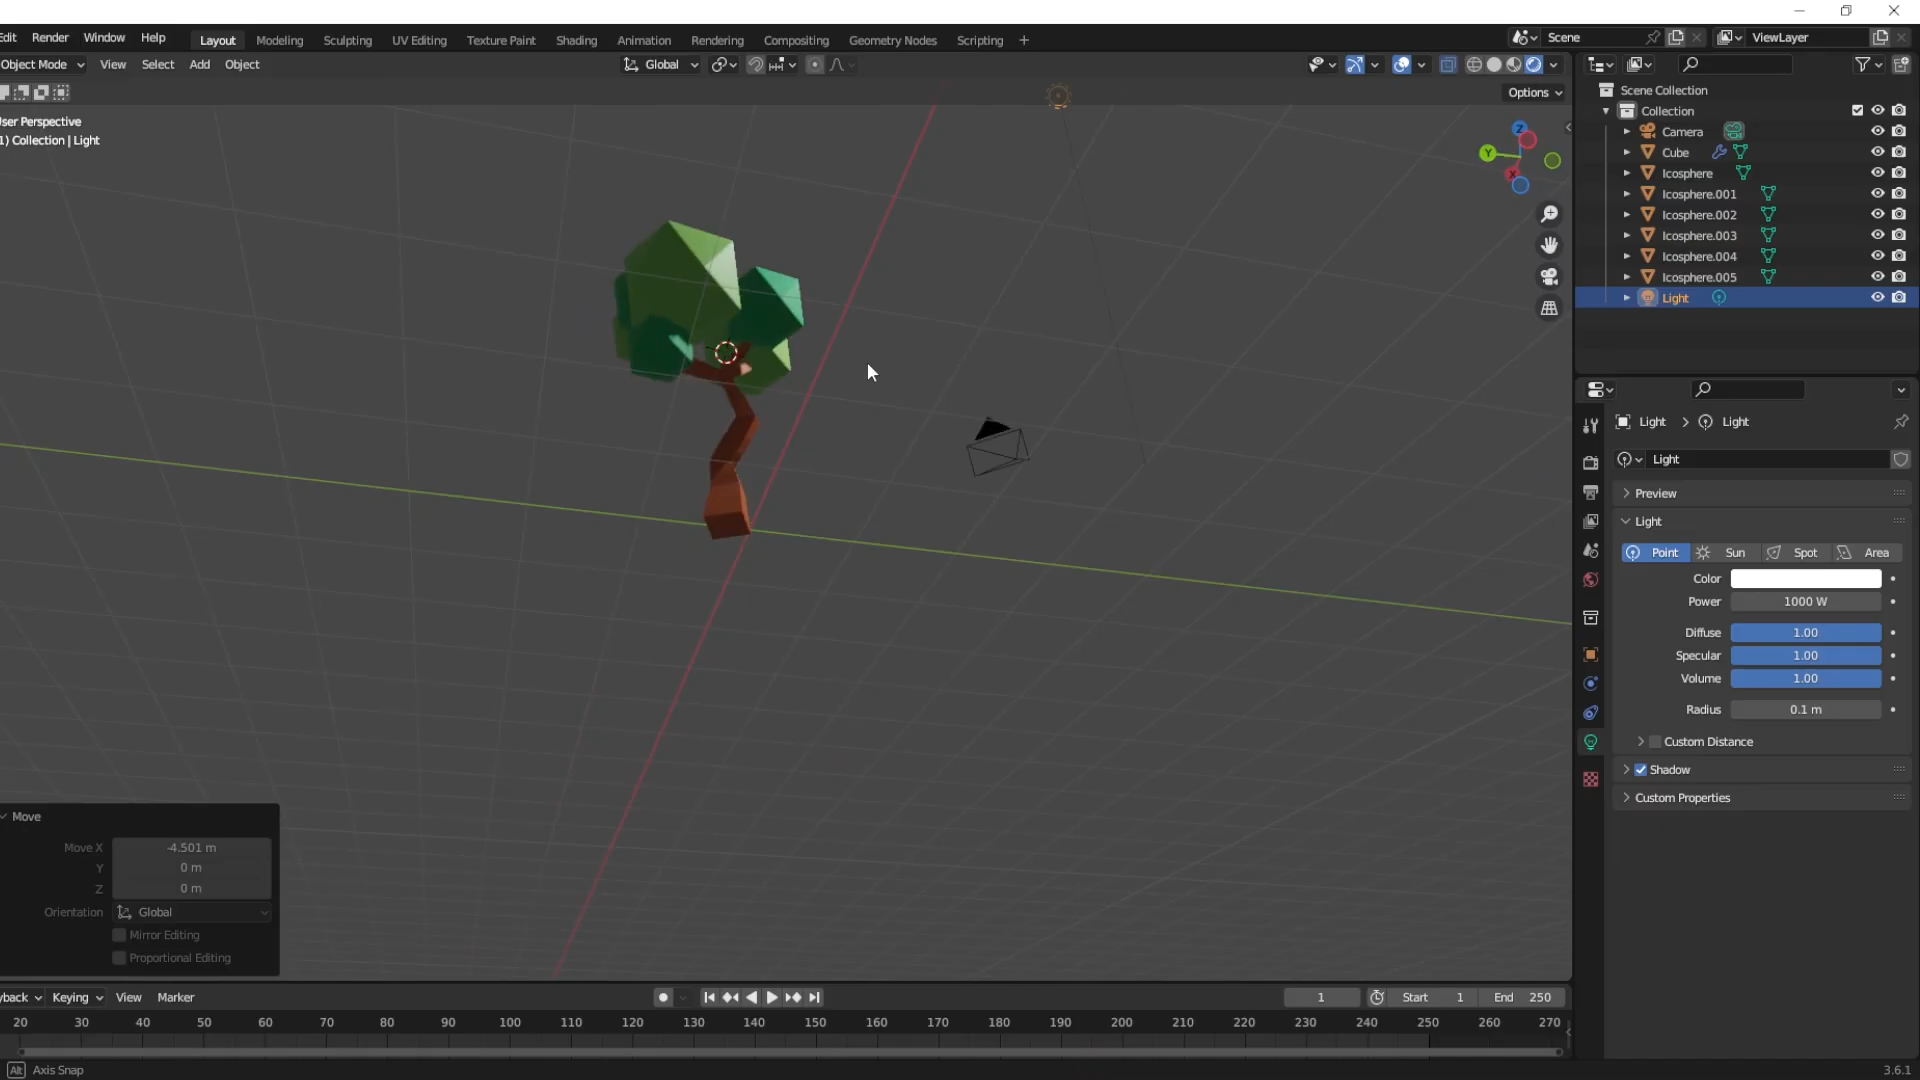 Edit Render Window Help Layout Modeling Sculpting UV Editing Texture Paint Shading Animation Rendering Compositing Geometry Nodes Scripting + Scene ViewLayer
Object Mode View Select Add Object Global
Options
User Perspective
1) Collection | Light
Z
Y
X
Scene Collection
Collection
Camera
Cube
Icosphere
Icosphere.001
Icosphere.002
Icosphere.003
Icosphere.004
Icosphere.005
Light
Light > Light
Light
Preview
Light
Point Sun Spot Area
Color
Power 1000 W
Diffuse 1.00
Specular 1.00
Volume 1.00
Radius 0.1 m
Custom Distance
Shadow
Custom Properties
Move
Move X -4.501 m
Y 0 m
Z 0 m
Orientation Global
Mirror Editing
Proportional Editing
yback Keying View Marker 1 Start 1 End 250
20 30 40 50 60 70 80 90 100 110 120 130 140 150 160 170 180 190 200 210 220 230 240 250 260 270
Alt Axis Snap 3.6.1